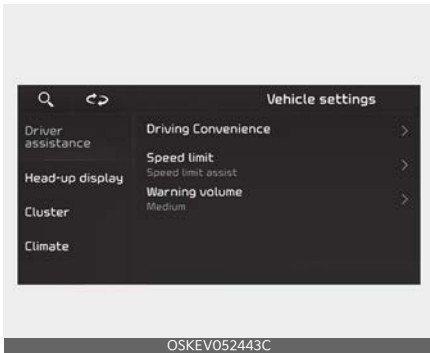 Vehicle settings
Driver
assistance
Head-up display
Cluster
Climate
Driving Convenience
Speed limit
Speed limit assist
Warning volume
Medium
OSKEV052443C